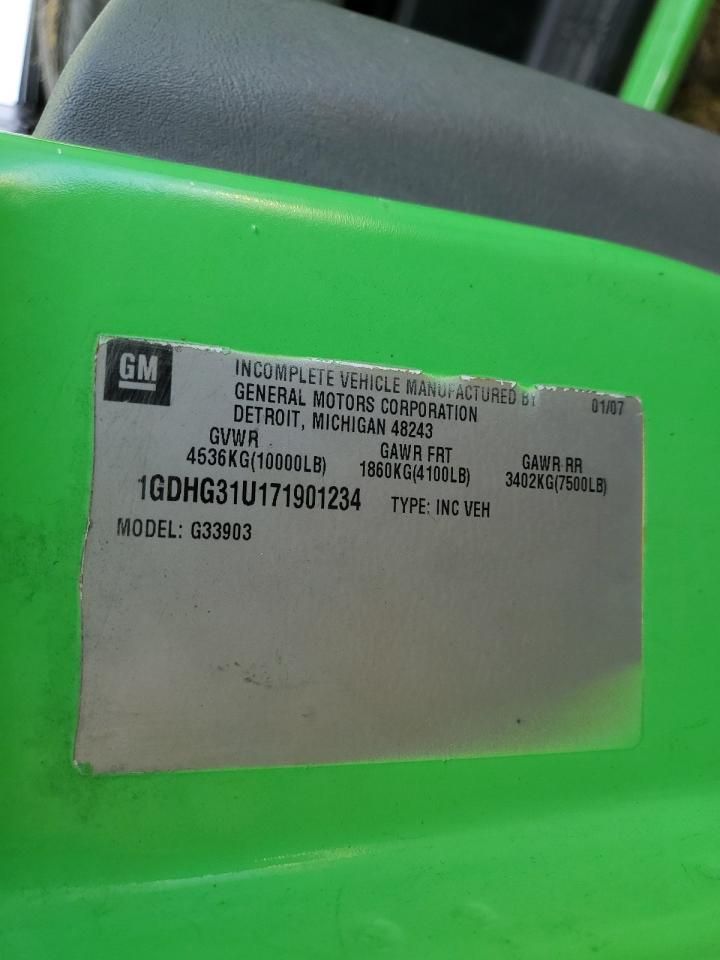 GM
INCOMPLETE VEHICLE MANUFACTURED BY 01/07
GENERAL MOTORS CORPORATION
DETROIT, MICHIGAN 48243
GVWR GAWR FRT GAWR RR
4536KG(10000LB) 1860KG(4100LB) 3402KG(7500LB)
1GDHG31U171901234 TYPE: INC VEH
MODEL: G33903